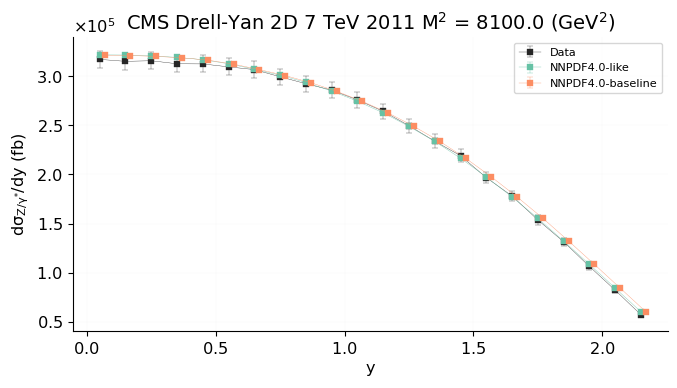 ×10⁵ CMS Drell-Yan 2D 7 TeV 2011 M² = 8100.0 (GeV²)
Data
NNPDF4.0-like
NNPDF4.0-baseline
3.0
2.5
2.0
1.5
1.0
0.5
dσ_{Z/γ*}/dy (fb)
0.0 0.5 1.0 1.5 2.0
y